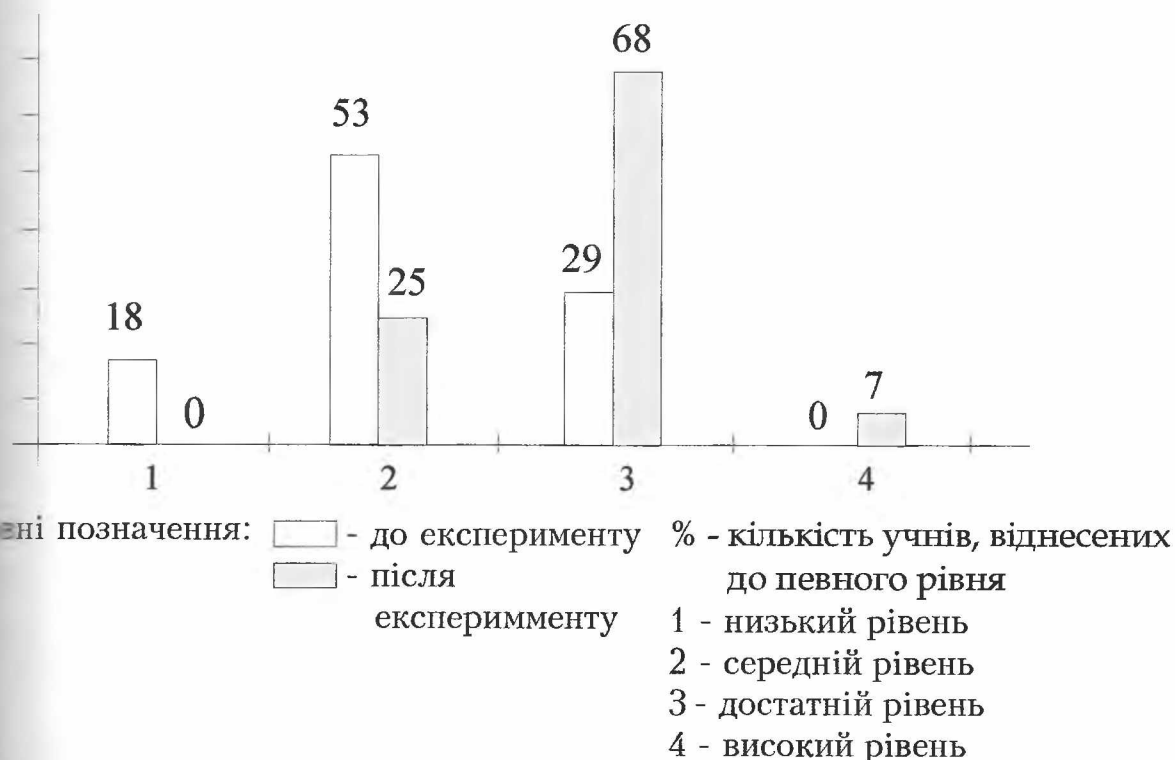 68
53
29
25
18
7
0
0
1 2 3 4
позначення: - до експерименту
- після
експеримменту
% - кількість учнів, віднесених
до певного рівня
1 - низький рівень
2 - середній рівень
3 - достатній рівень
4 - високий рівень